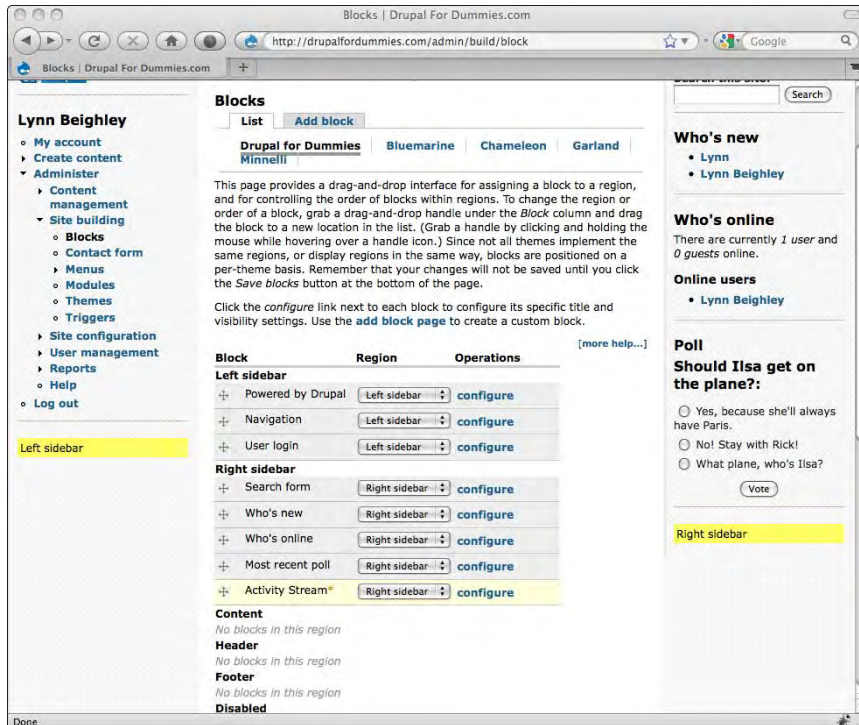 Blocks | Drupal For Dummies.com
http://drupalfordummies.com/admin/build/block
Google
Blocks | Drupal For Dummies.com
+
Lynn Beighley
My account
Create content
Administer
Content
management
Site building
Blocks
Contact form
Menus
Modules
Themes
Triggers
Site configuration
User management
Reports
Help
Log out
Left sidebar
Blocks
List Add block
Drupal for Dummies Bluemarine Chameleon Garland
Minnelli
This page provides a drag-and-drop interface for assigning a block to a region,
and for controlling the order of blocks within regions. To change the region or
order of a block, grab a drag-and-drop handle under the Block column and drag
the block to a new location in the list. (Grab a handle by clicking and holding the
mouse while hovering over a handle icon.) Since not all themes implement the
same regions, or display regions in the same way, blocks are positioned on a
per-theme basis. Remember that your changes will not be saved until you click
the Save blocks button at the bottom of the page.
Click the configure link next to each block to configure its specific title and
visibility settings. Use the add block page to create a custom block.
[more help...]
Block Region Operations
Left sidebar
Powered by Drupal Left sidebar configure
Navigation Left sidebar configure
User login Left sidebar configure
Right sidebar
Search form Right sidebar configure
Who's new Right sidebar configure
Who's online Right sidebar configure
Most recent poll Right sidebar configure
Activity Stream* Right sidebar configure
Content
No blocks in this region
Header
No blocks in this region
Footer
No blocks in this region
Disabled
Search this site:
Search
Who's new
Lynn
Lynn Beighley
Who's online
There are currently 1 user and
0 guests online.
Online users
Lynn Beighley
Poll
Should Ilsa get on
the plane?:
Yes, because she'll always
have Paris.
No! Stay with Rick!
What plane, who's Ilsa?
Vote
Right sidebar
Done